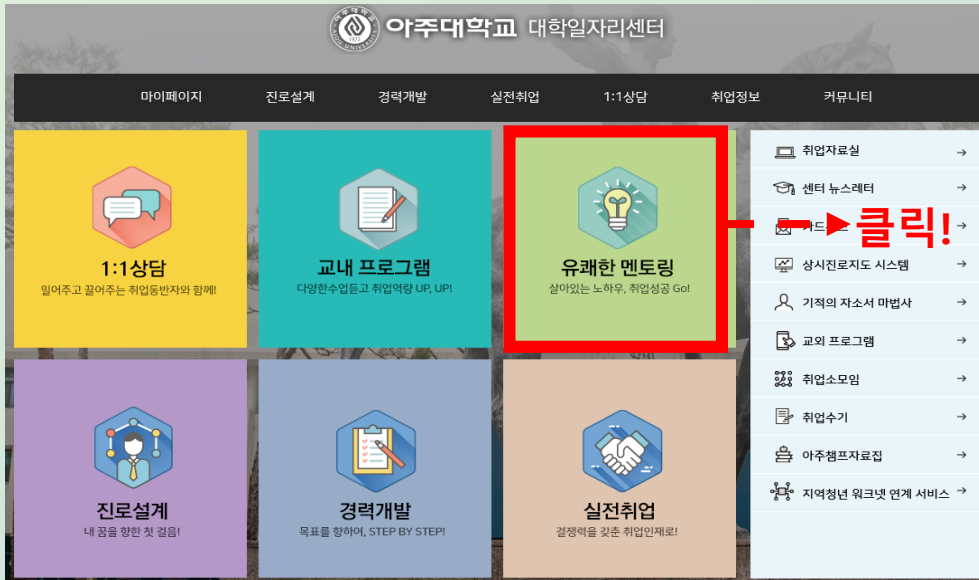 아주대학교 대학일자리센터
마이페이지 진로설계 경력개발 실전취업 1:1상담 취업정보 커뮤니티
1:1상담
밀어주고 끌어주는 취업동반자와 함께!
교내 프로그램
다양한수업듣고 취업역량 UP, UP!
유쾌한 멘토링
살아있는 노하우, 취업성공 Go!
클릭!
진로설계
내 꿈을 향한 첫 걸음!
경력개발
목표를 향하여, STEP BY STEP!
실전취업
결쟁력을 갖춘 취업인재로!
취업자료실
센터 뉴스레터
상시진로지도 시스템
기적의 자소서 마법사
교외 프로그램
취업소모임
취업수기
아주챔프자료집
지역청년 워크넷 연계 서비스